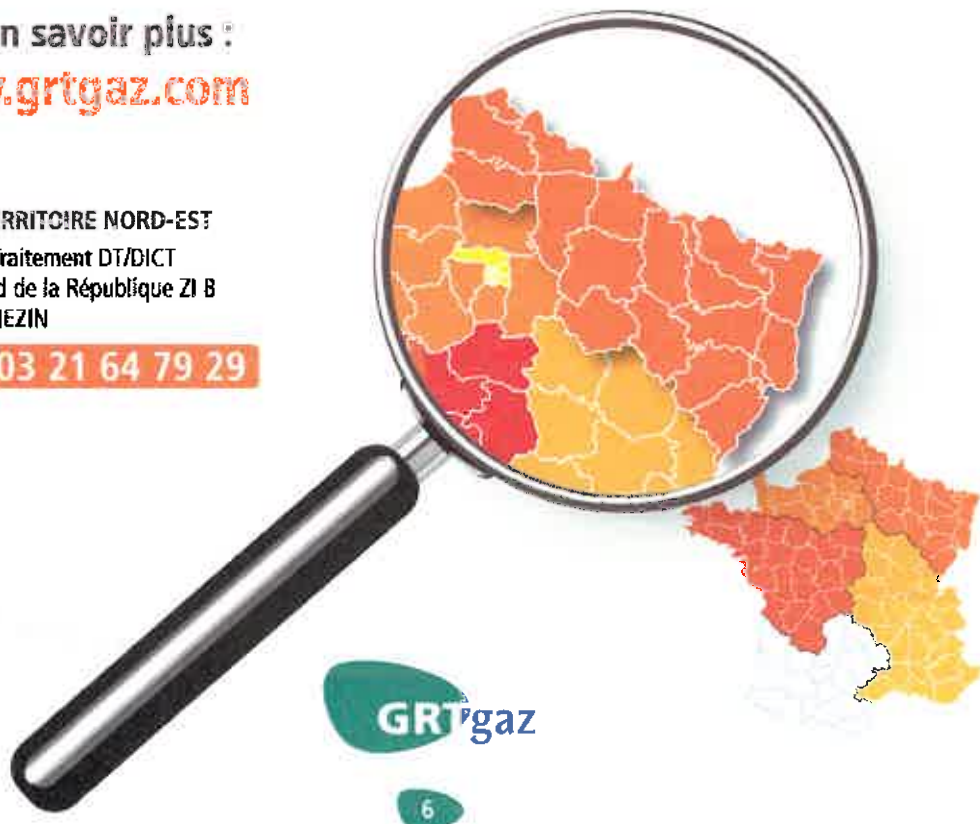 n savoir plus :
.grtgaz.com
RRITOIRE NORD-EST
raitement DT/DICT
d de la République ZI B
EZIN
03 21 64 79 29
GRTgaz
6